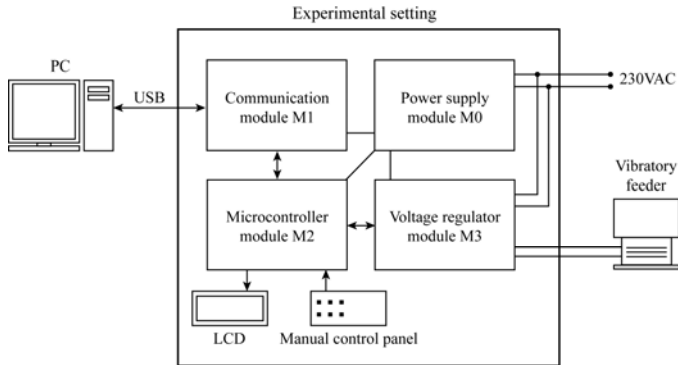 Experimental setting
PC
USB
Communication
module M1
Power supply
module M0
230VAC
Microcontroller
module M2
Voltage regulator
module M3
Vibratory
feeder
LCD
Manual control panel